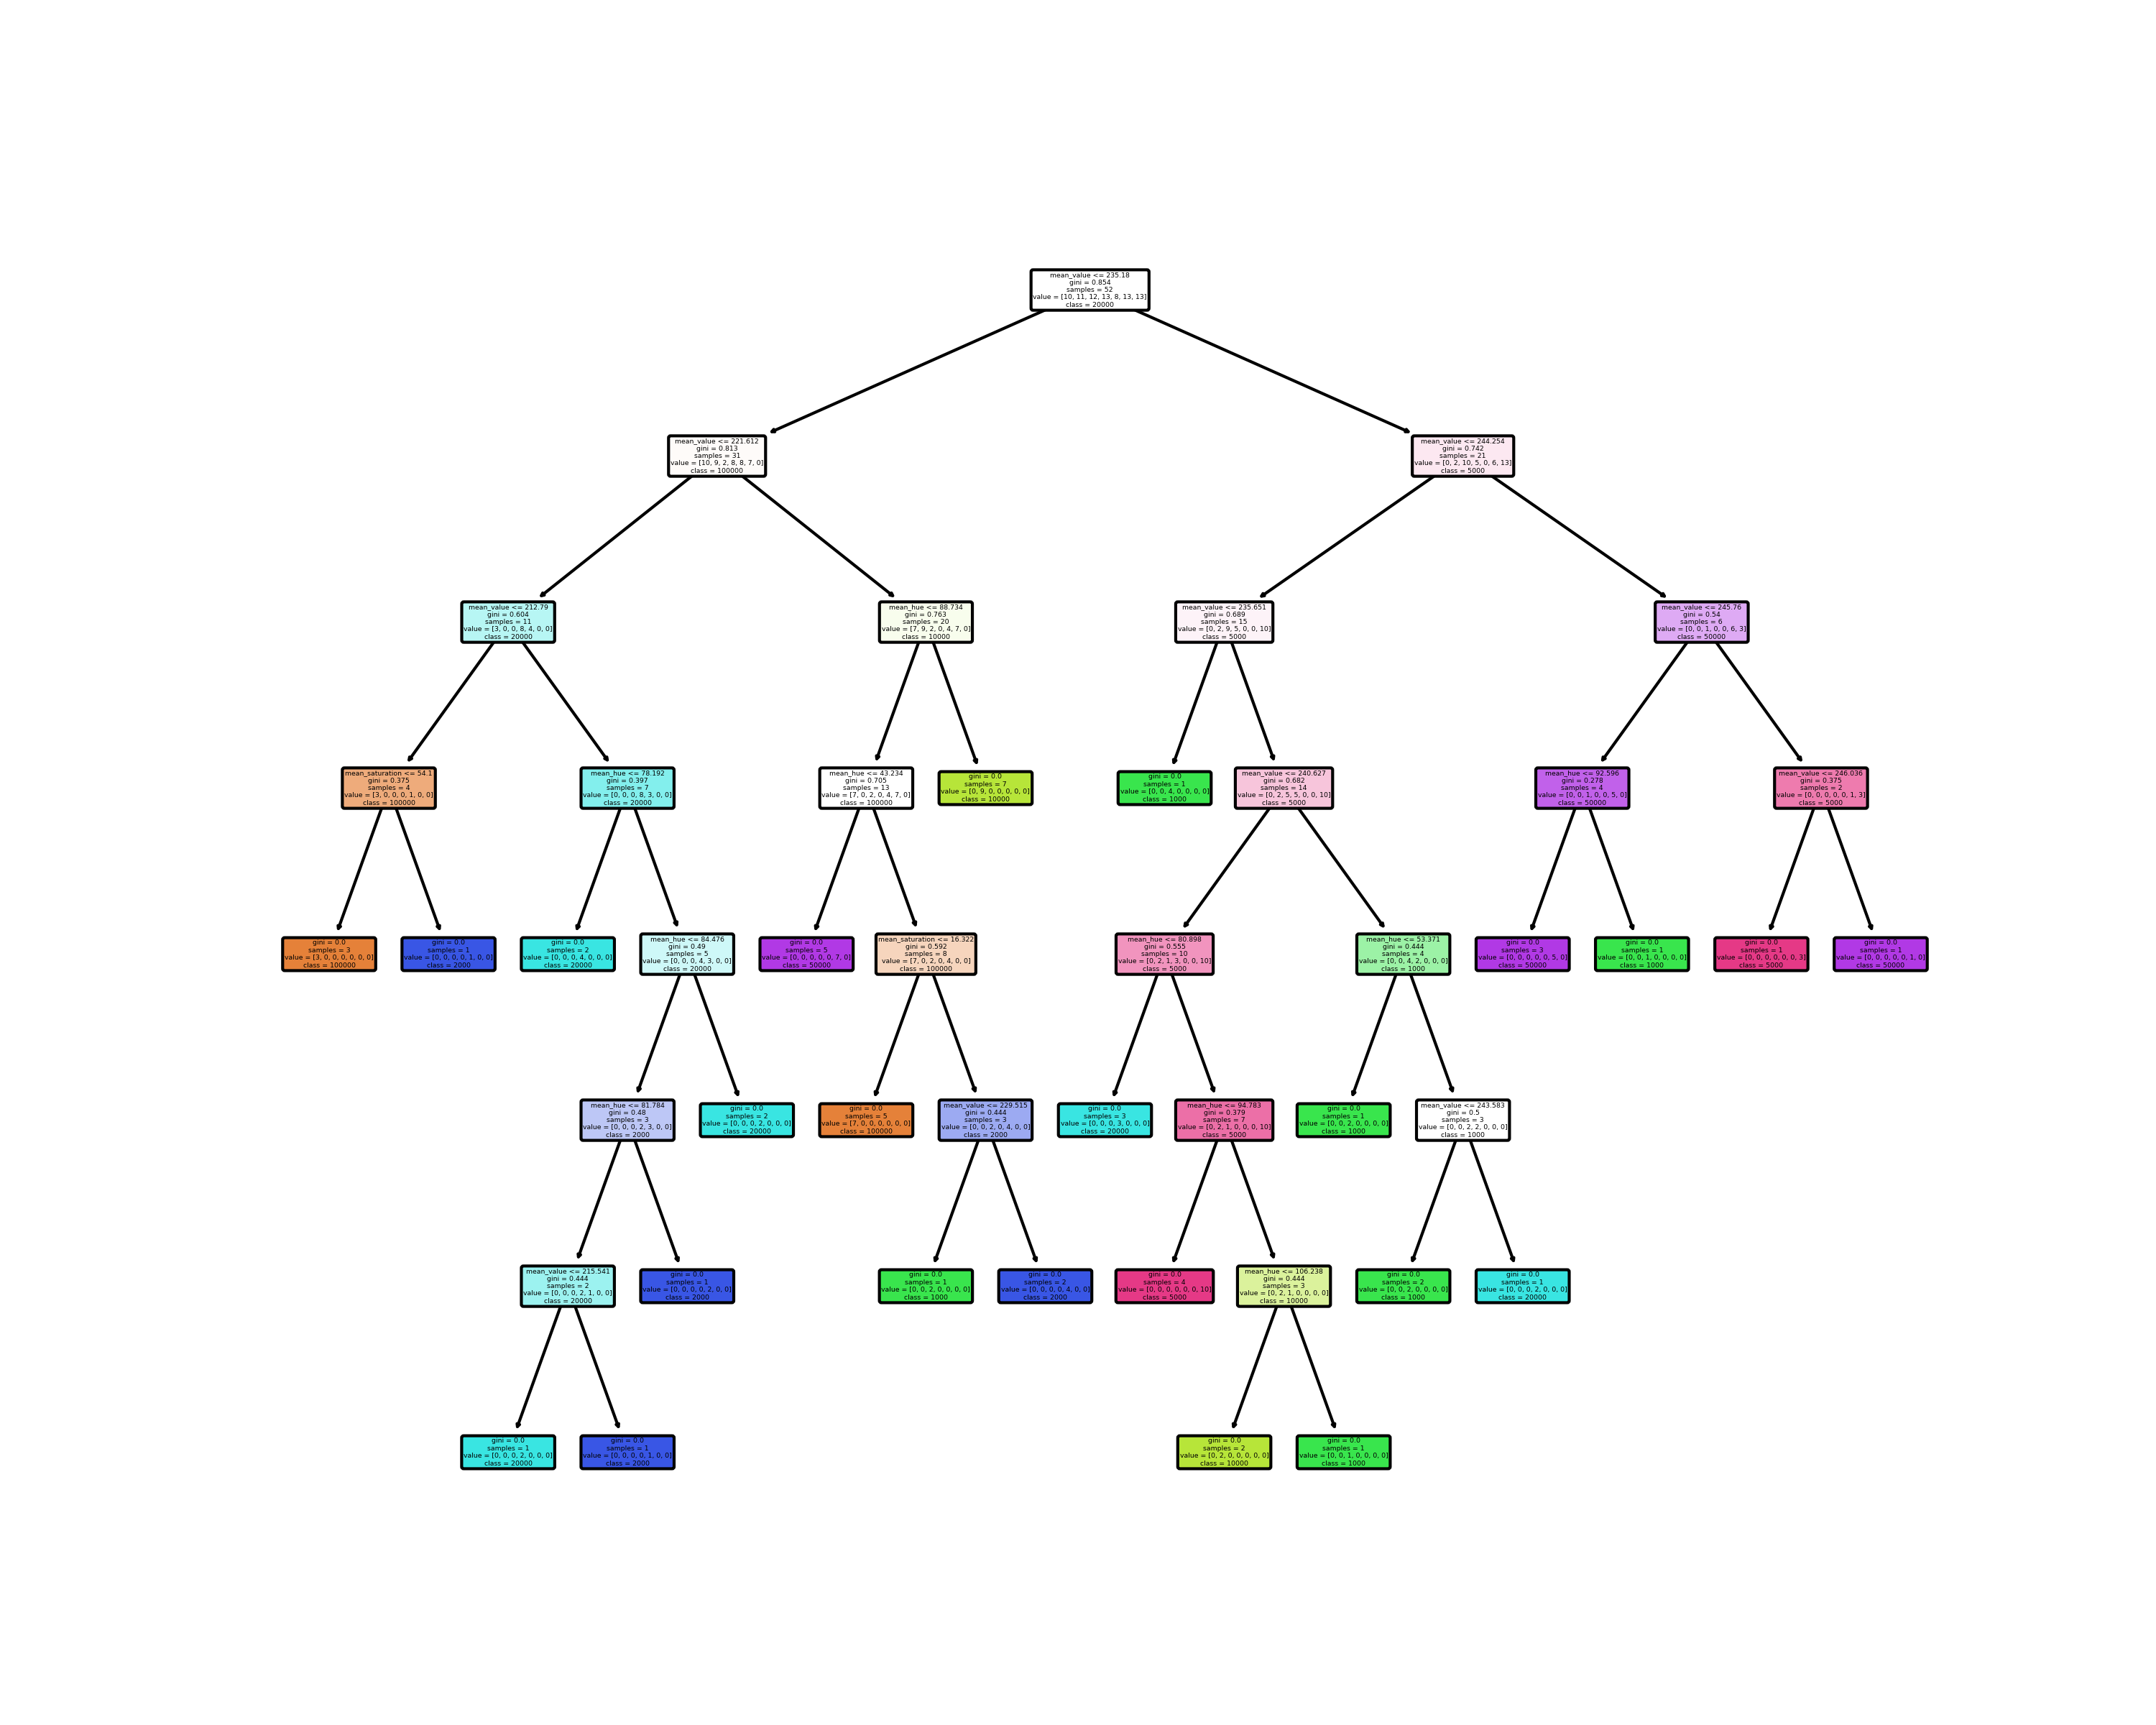 mean_value <= 235.18
gini = 0.854
samples = 52
value = [10, 11, 12, 13, 8, 13, 13]
class = 20000
mean_value <= 221.612
gini = 0.813
samples = 31
value = [10, 9, 2, 8, 8, 7, 0]
class = 100000
mean_value <= 244.254
gini = 0.742
samples = 21
value = [0, 2, 10, 5, 0, 6, 13]
class = 5000
mean_value <= 212.79
gini = 0.604
samples = 11
value = [3, 0, 0, 8, 4, 0, 0]
class = 20000
mean_hue <= 88.734
gini = 0.763
samples = 20
value = [7, 9, 2, 0, 4, 7, 0]
class = 10000
mean_value <= 235.651
gini = 0.689
samples = 15
value = [0, 2, 9, 5, 0, 0, 10]
class = 5000
mean_value <= 245.76
gini = 0.54
samples = 6
value = [0, 0, 1, 0, 0, 6, 3]
class = 50000
mean_saturation <= 54.1
gini = 0.375
samples = 4
value = [3, 0, 0, 0, 1, 0, 0]
class = 100000
mean_hue <= 78.192
gini = 0.397
samples = 7
value = [0, 0, 0, 8, 3, 0, 0]
class = 20000
mean_hue <= 43.234
gini = 0.705
samples = 13
value = [7, 0, 2, 0, 4, 7, 0]
class = 100000
gini = 0.0
samples = 7
value = [0, 9, 0, 0, 0, 0, 0]
class = 10000
gini = 0.0
samples = 1
value = [0, 0, 4, 0, 0, 0, 0]
class = 1000
mean_value <= 240.627
gini = 0.682
samples = 14
value = [0, 2, 5, 5, 0, 0, 10]
class = 5000
mean_hue <= 92.596
gini = 0.278
samples = 4
value = [0, 0, 1, 0, 0, 5, 0]
class = 50000
mean_value <= 246.036
gini = 0.375
samples = 2
value = [0, 0, 0, 0, 0, 1, 3]
class = 5000
gini = 0.0
samples = 3
value = [3, 0, 0, 0, 0, 0, 0]
class = 100000
gini = 0.0
samples = 1
value = [0, 0, 0, 0, 1, 0, 0]
class = 2000
gini = 0.0
samples = 2
value = [0, 0, 0, 4, 0, 0, 0]
class = 20000
mean_hue <= 84.476
gini = 0.49
samples = 5
value = [0, 0, 0, 4, 3, 0, 0]
class = 20000
gini = 0.0
samples = 5
value = [0, 0, 0, 0, 0, 7, 0]
class = 50000
mean_saturation <= 16.322
gini = 0.592
samples = 8
value = [7, 0, 2, 0, 4, 0, 0]
class = 100000
mean_hue <= 80.898
gini = 0.555
samples = 10
value = [0, 2, 1, 3, 0, 0, 10]
class = 5000
mean_hue <= 53.371
gini = 0.444
samples = 4
value = [0, 0, 4, 2, 0, 0, 0]
class = 1000
gini = 0.0
samples = 3
value = [0, 0, 0, 0, 0, 5, 0]
class = 50000
gini = 0.0
samples = 1
value = [0, 0, 1, 0, 0, 0, 0]
class = 1000
gini = 0.0
samples = 1
value = [0, 0, 0, 0, 0, 0, 3]
class = 5000
gini = 0.0
samples = 1
value = [0, 0, 0, 0, 0, 1, 0]
class = 50000
mean_hue <= 81.784
gini = 0.48
samples = 3
value = [0, 0, 0, 2, 3, 0, 0]
class = 2000
gini = 0.0
samples = 2
value = [0, 0, 0, 2, 0, 0, 0]
class = 20000
gini = 0.0
samples = 5
value = [7, 0, 0, 0, 0, 0, 0]
class = 100000
mean_value <= 229.515
gini = 0.444
samples = 3
value = [0, 0, 2, 0, 4, 0, 0]
class = 2000
gini = 0.0
samples = 3
value = [0, 0, 0, 3, 0, 0, 0]
class = 20000
mean_hue <= 94.783
gini = 0.379
samples = 7
value = [0, 2, 1, 0, 0, 0, 10]
class = 5000
gini = 0.0
samples = 1
value = [0, 0, 2, 0, 0, 0, 0]
class = 1000
mean_value <= 243.583
gini = 0.5
samples = 3
value = [0, 0, 2, 2, 0, 0, 0]
class = 1000
mean_value <= 215.541
gini = 0.444
samples = 2
value = [0, 0, 0, 2, 1, 0, 0]
class = 20000
gini = 0.0
samples = 1
value = [0, 0, 0, 0, 2, 0, 0]
class = 2000
gini = 0.0
samples = 1
value = [0, 0, 2, 0, 0, 0, 0]
class = 1000
gini = 0.0
samples = 2
value = [0, 0, 0, 0, 4, 0, 0]
class = 2000
gini = 0.0
samples = 4
value = [0, 0, 0, 0, 0, 0, 10]
class = 5000
mean_hue <= 106.238
gini = 0.444
samples = 3
value = [0, 2, 1, 0, 0, 0, 0]
class = 10000
gini = 0.0
samples = 2
value = [0, 0, 2, 0, 0, 0, 0]
class = 1000
gini = 0.0
samples = 1
value = [0, 0, 0, 2, 0, 0, 0]
class = 20000
gini = 0.0
samples = 1
value = [0, 0, 0, 2, 0, 0, 0]
class = 20000
gini = 0.0
samples = 1
value = [0, 0, 0, 0, 1, 0, 0]
class = 2000
gini = 0.0
samples = 2
value = [0, 2, 0, 0, 0, 0, 0]
class = 10000
gini = 0.0
samples = 1
value = [0, 0, 1, 0, 0, 0, 0]
class = 1000